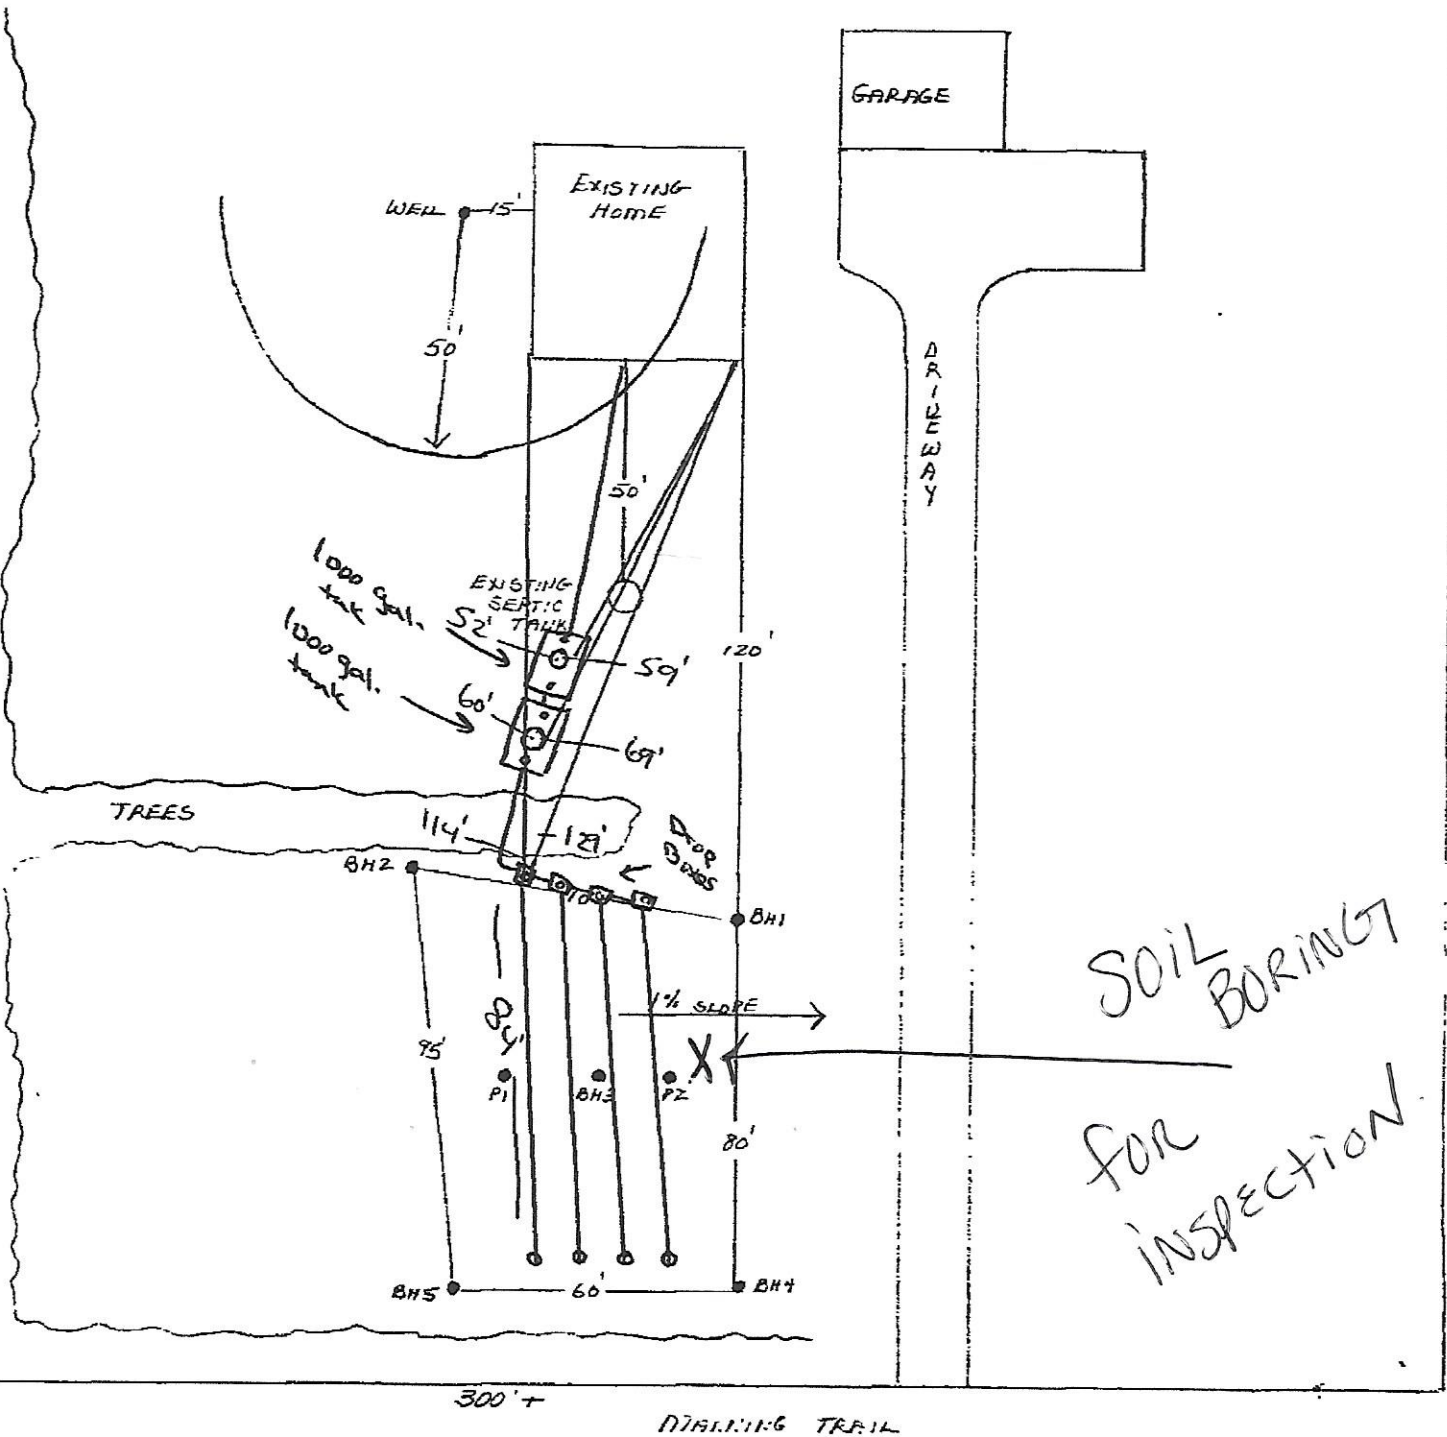 GARAGE
EXISTING
HOME
WELL
15'
50'
DRIVEWAY
50'
1000 gal.
tank
EXISTING
SEPTIC
TANK
52'
59'
120'
1000 gal.
tank
60'
69'
TREES
114'
129'
Drop
Boxes
BH2
BH1
SOIL
BORING
1% SLOPE
84'
95'
X
P1
BH3
P2
80'
FOR
INSPECTION
BH5
60'
BH4
300'+
TRAIL